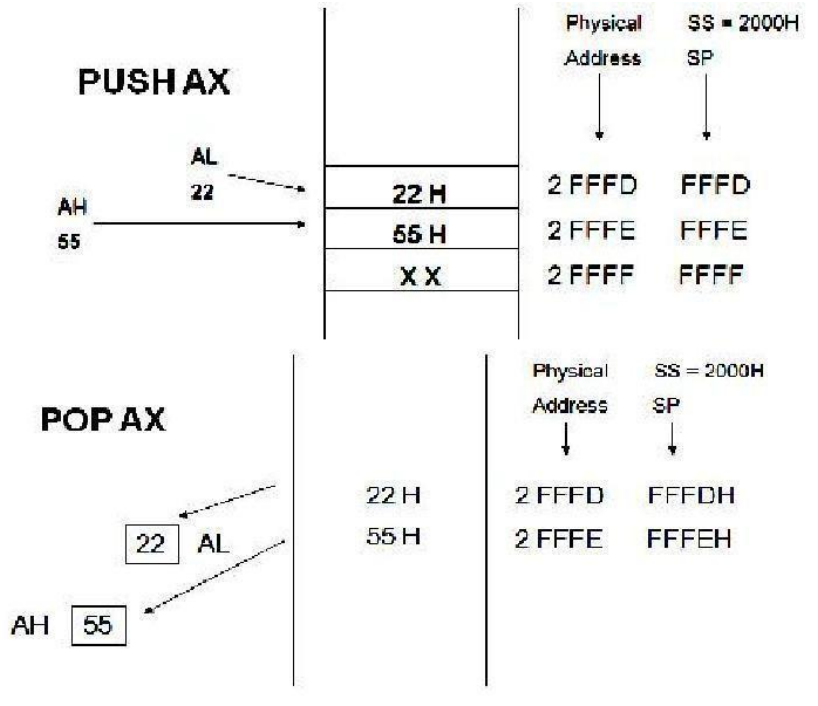 Physical SS = 2000H
Address SP
PUSH AX
AL
22
AH
55
22 H 2 FFFD FFFD
55 H 2 FFFE FFFE
X X 2 FFFF FFFF
Physical SS = 2000H
Address SP
POP AX
22 H 2 FFFD FFFDH
55 H 2 FFFE FFFEH
22 AL
AH 55